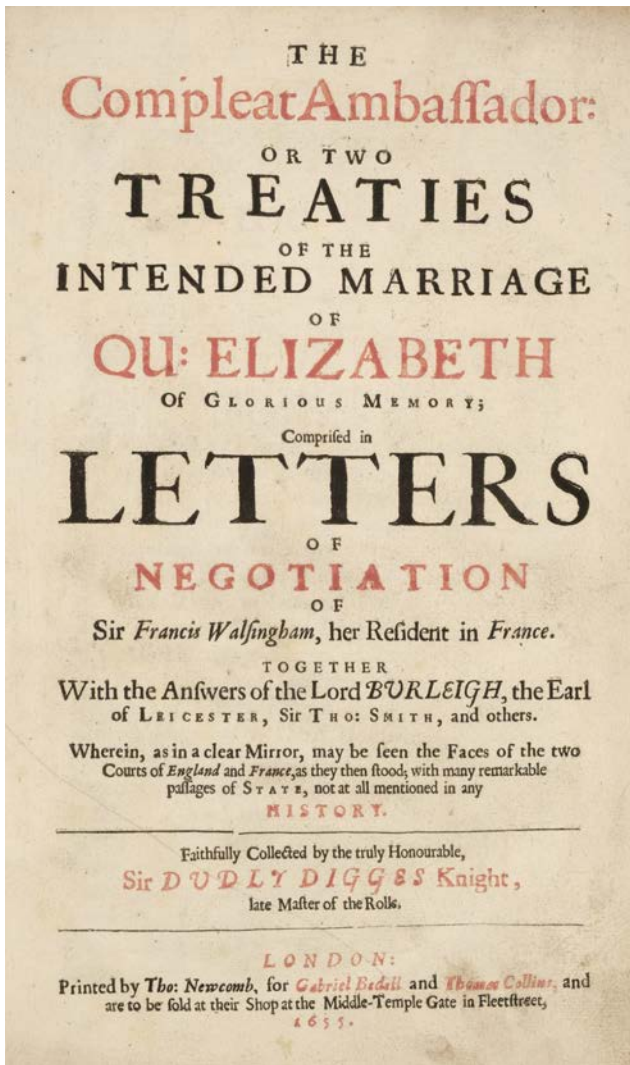 THE
Compleat Ambaſſador:
OR TWO
TREATIES
OF THE
INTENDED MARRIAGE
OF
QU: ELIZABETH
Of GLORIOUS MEMORY;
Compriſed in
LETTERS
OF
NEGOTIATION
OF
Sir Francis Walſingham, her Reſident in France.
TOGETHER
With the Anſwers of the Lord BURLEIGH, the Earl
of LEICESTER, Sir THO: SMITH, and others.
Wherein, as in a clear Mirror, may be ſeen the Faces of the two
Courts of England and France, as they then ſtood; with many remarkable
paſſages of STATE, not at all mentioned in any
HISTORY.
Faithfully Collected by the truly Honourable,
Sir DUDLY DIGGES Knight,
late Maſter of the Rolls.
LONDON:
Printed by Tho: Newcomb, for Gabriel Bedell and Thomas Collins, and
are to be ſold at their Shop at the Middle-Temple Gate in Fleetſtreet,
1655.